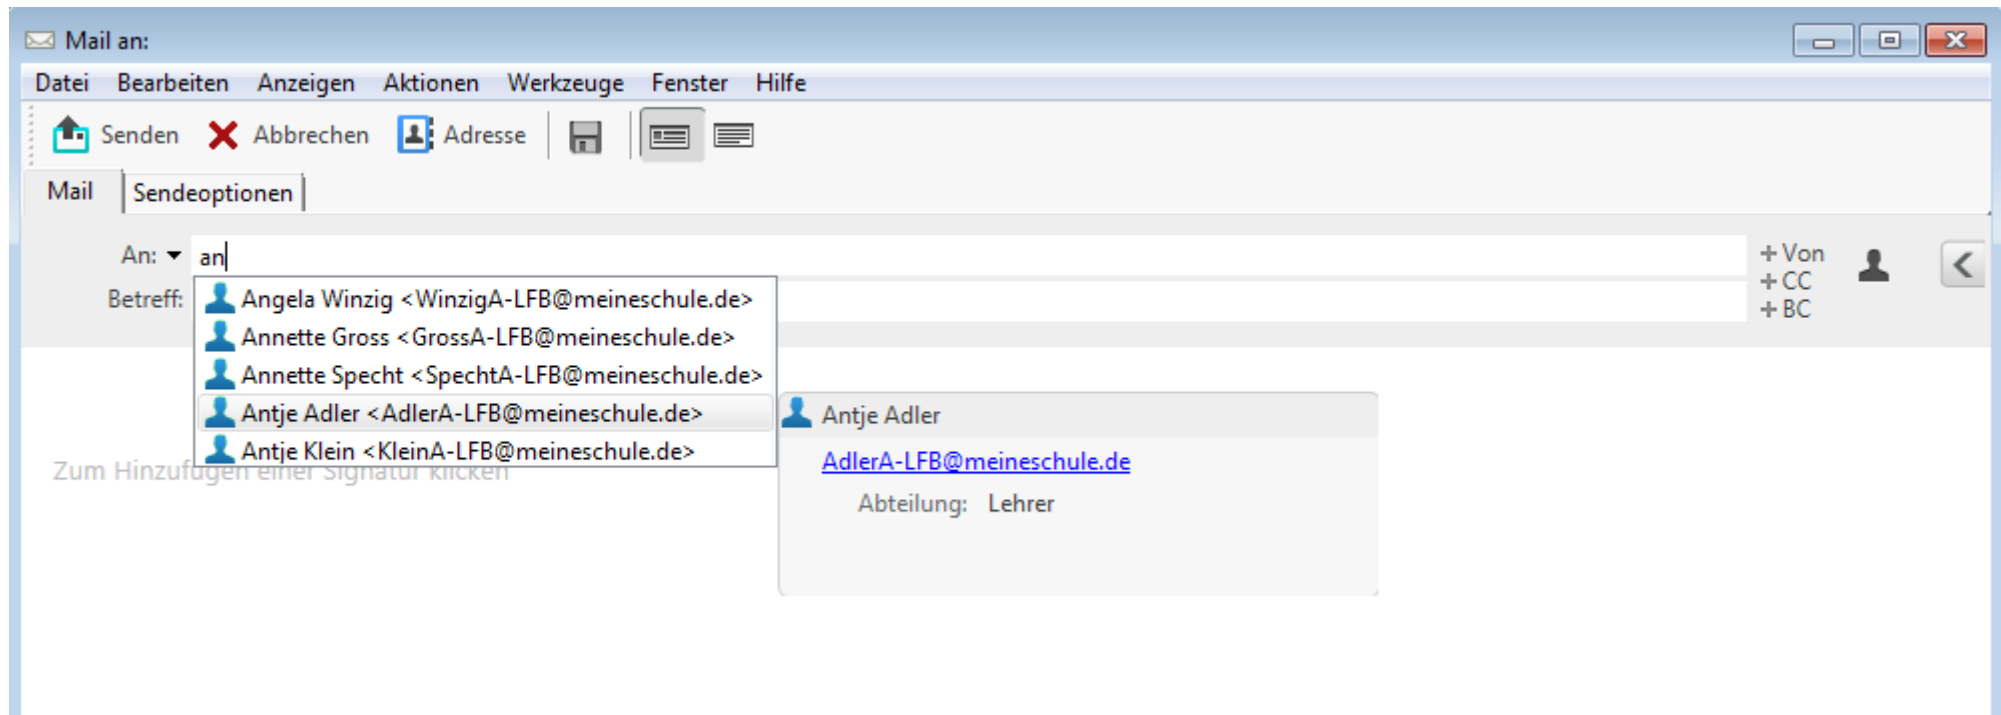 Mail an:
Datei Bearbeiten Anzeigen Aktionen Werkzeuge Fenster Hilfe
Senden Abbrechen Adresse
Mail Sendeoptionen
An: an
+ Von
+ CC
+ BC
Betreff:
Angela Winzig <WinzigA-LFB@meineschule.de>
Annette Gross <GrossA-LFB@meineschule.de>
Annette Specht <SpechtA-LFB@meineschule.de>
Antje Adler <AdlerA-LFB@meineschule.de>
Antje Klein <KleinA-LFB@meineschule.de>
Zum Hinzufügen einer Signatur klicken
Antje Adler
AdlerA-LFB@meineschule.de
Abteilung: Lehrer